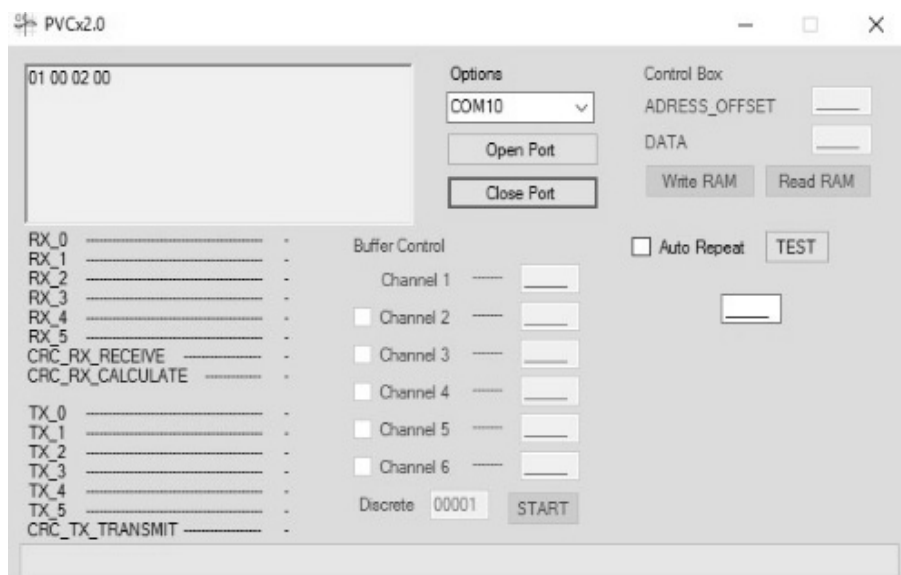 PVCx2.0
01 00 02 00
Options
COM10
Open Port
Close Port
Control Box
ADRESS_OFFSET
DATA
Write RAM Read RAM
Auto Repeat TEST
RX_0 -
RX_1 -
RX_2 -
RX_3 -
RX_4 -
RX_5 -
CRC_RX_RECEIVE -
CRC_RX_CALCULATE -
TX_0 -
TX_1 -
TX_2 -
TX_3 -
TX_4 -
TX_5 -
CRC_TX_TRANSMIT -
Buffer Control
Channel 1
Channel 2
Channel 3
Channel 4
Channel 5
Channel 6
Discrete 00001 START